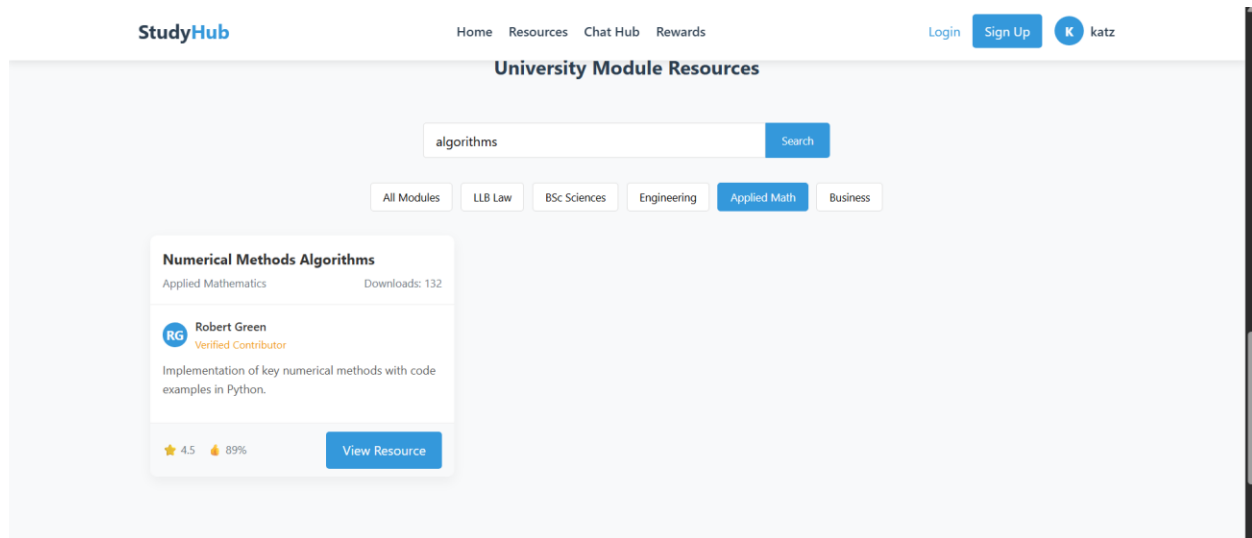 StudyHub Home Resources Chat Hub Rewards Login Sign Up K katz
University Module Resources
algorithms Search
All Modules LLB Law BSc Sciences Engineering Applied Math Business
Numerical Methods Algorithms
Applied Mathematics Downloads: 132
RG Robert Green
Verified Contributor
Implementation of key numerical methods with code
examples in Python.
4.5 89% View Resource